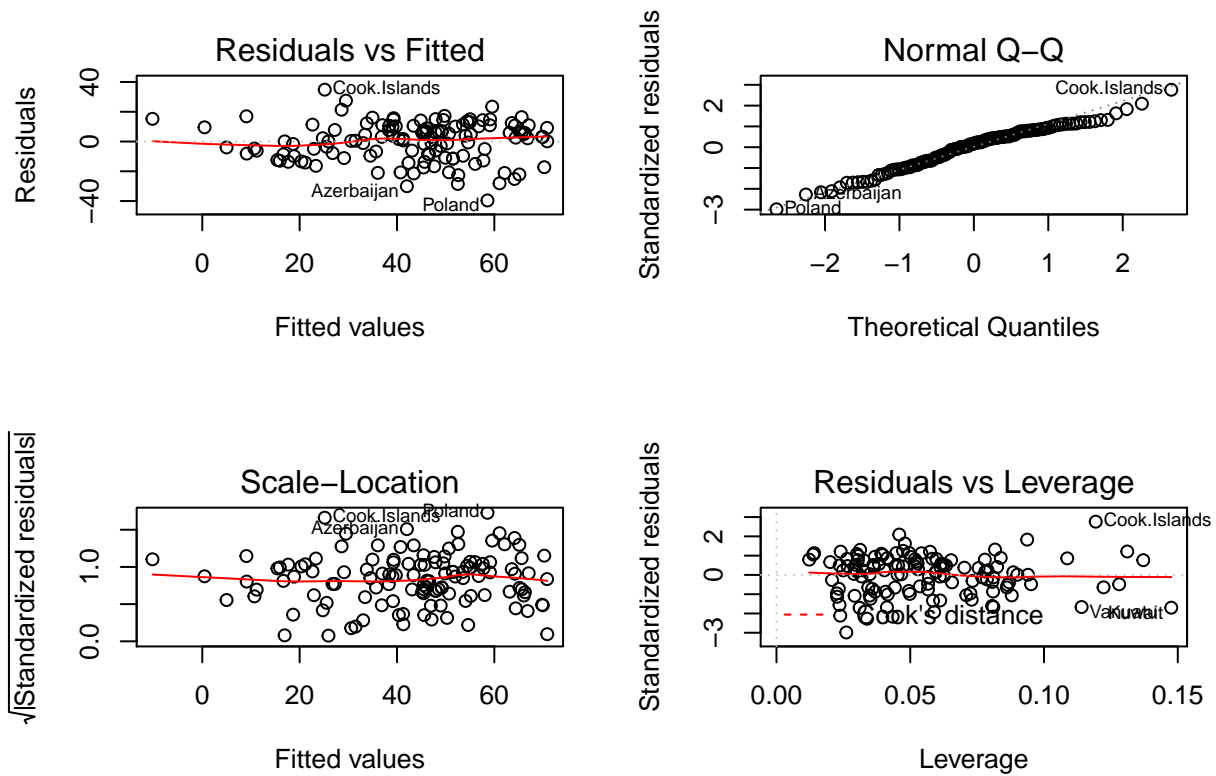 Residuals vs Fitted
Residuals
40
0
−40
Cook.Islands
Azerbaijan
Poland
0 20 40 60
Fitted values
Normal Q−Q
Standardized residuals
2
0
−3
Cook.Islands
Azerbaijan
Poland
−2 −1 0 1 2
Theoretical Quantiles
Scale−Location
√|Standardized residuals|
1.0
0.0
Cook.Islands
Poland
Azerbaijan
0 20 40 60
Fitted values
Residuals vs Leverage
Standardized residuals
2
0
−3
Cook.Islands
Cook's distance
Vanuatu
Kuwait
0.00 0.05 0.10 0.15
Leverage